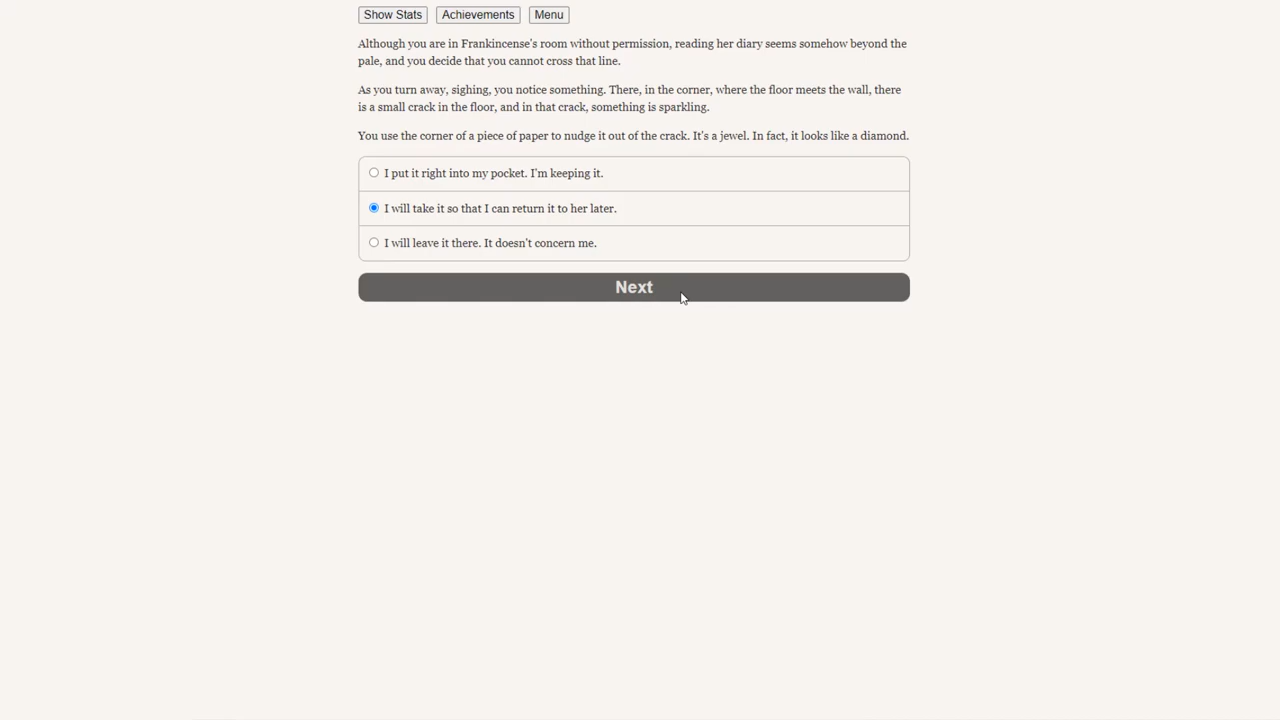 Show Stats Achievements Menu
Although you are in Frankincense's room without permission, reading her diary seems somehow beyond the
pale, and you decide that you cannot cross that line.
As you turn away, sighing, you notice something. There, in the corner, where the floor meets the wall, there
is a small crack in the floor, and in that crack, something is sparkling.
You use the corner of a piece of paper to nudge it out of the crack. It's a jewel. In fact, it looks like a diamond.
I put it right into my pocket. I'm keeping it.
I will take it so that I can return it to her later.
I will leave it there. It doesn't concern me.
Next